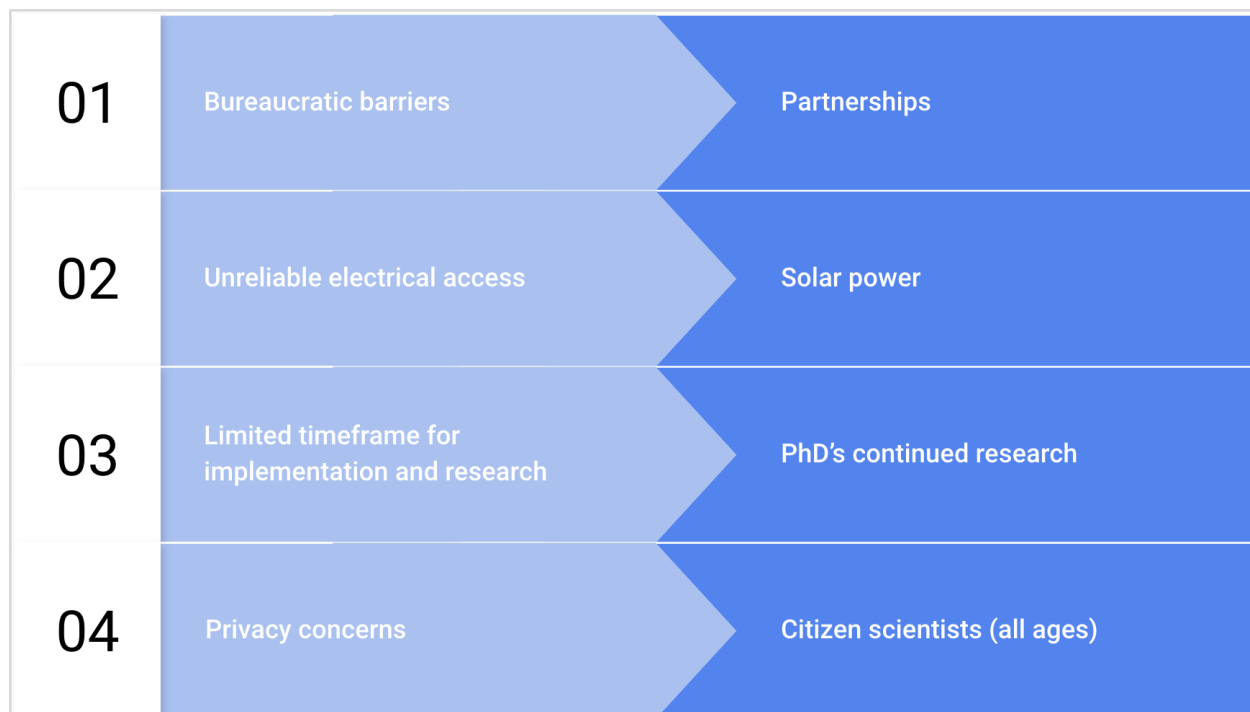 01
Bureaucratic barriers
Partnerships
02
Unreliable electrical access
Solar power
03
Limited timeframe for
implementation and research
PhD’s continued research
04
Privacy concerns
Citizen scientists (all ages)